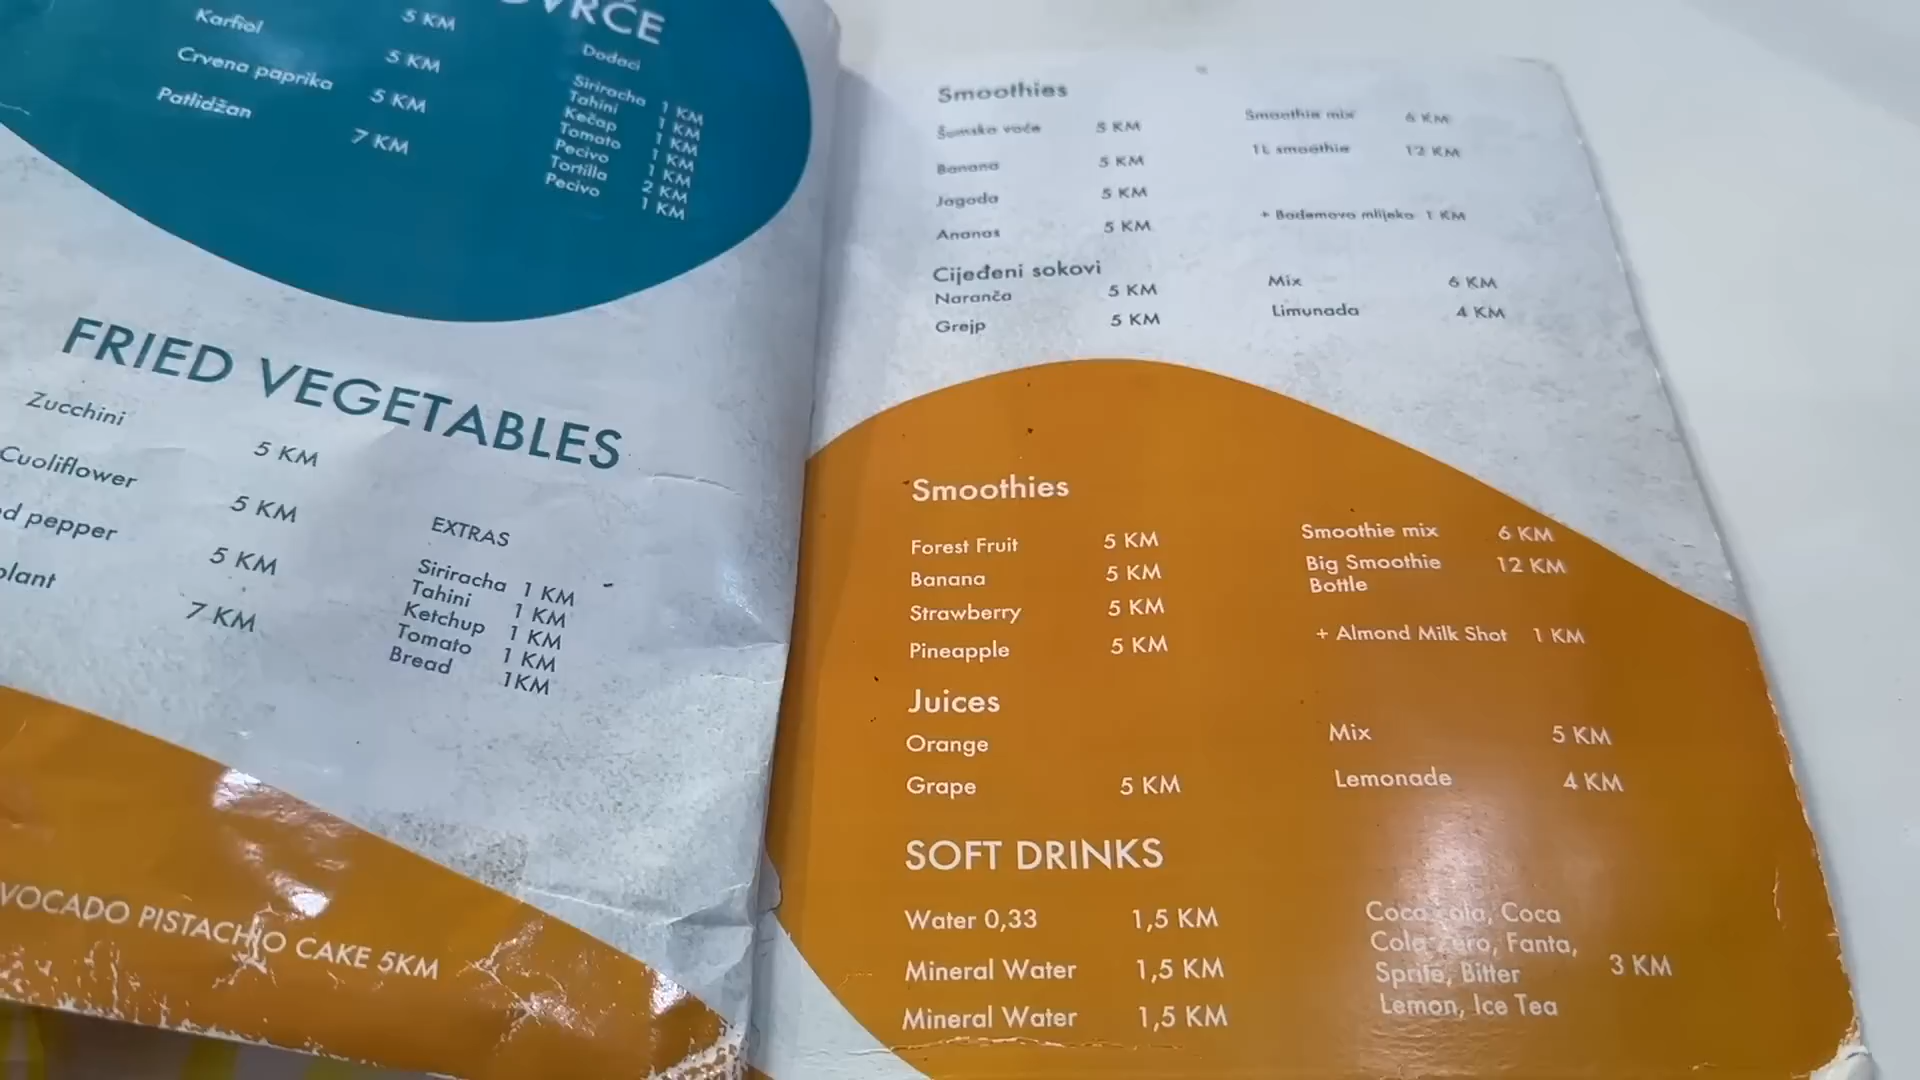 Karfiol 5 KM
Crvena paprika 5 KM
Patlidžan 5 KM
7 KM
Dodaci
Siriracha 1 KM
Tahini 1 KM
Kečap 1 KM
Tomato 1 KM
Pecivo 1 KM
Tortilla 2 KM
Pecivo 1 KM
FRIED VEGETABLES
Zucchini 5 KM
Cuoliflower 5 KM
d pepper 5 KM
plant 7 KM
EXTRAS
Siriracha 1 KM
Tahini 1 KM
Ketchup 1 KM
Tomato 1 KM
Bread 1KM
VOCADO PISTACHIO CAKE 5KM
Smoothies
Šumsko voće 5 KM
Banana 5 KM
Jagoda 5 KM
Ananas 5 KM
Smoothie mix 6 KM
1L smoothie 12 KM
+ Bademovo mlijeko 1 KM
Cijeđeni sokovi
Naranča 5 KM
Grejp 5 KM
Mix 6 KM
Limunada 4 KM
Smoothies
Forest Fruit 5 KM
Banana 5 KM
Strawberry 5 KM
Pineapple 5 KM
Smoothie mix 6 KM
Big Smoothie 12 KM
Bottle
+ Almond Milk Shot 1 KM
Juices
Orange
Grape 5 KM
Mix 5 KM
Lemonade 4 KM
SOFT DRINKS
Water 0,33 1,5 KM
Mineral Water 1,5 KM
Mineral Water 1,5 KM
Coca Cola, Coca
Cola Zero, Fanta,
Sprite, Bitter 3 KM
Lemon, Ice Tea